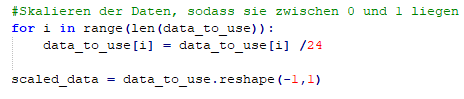 #Skalieren der Daten, sodass sie zwischen 0 und 1 liegen
for i in range(len(data_to_use)):
    data_to_use[i] = data_to_use[i] /24
scaled_data = data_to_use.reshape(-1,1)